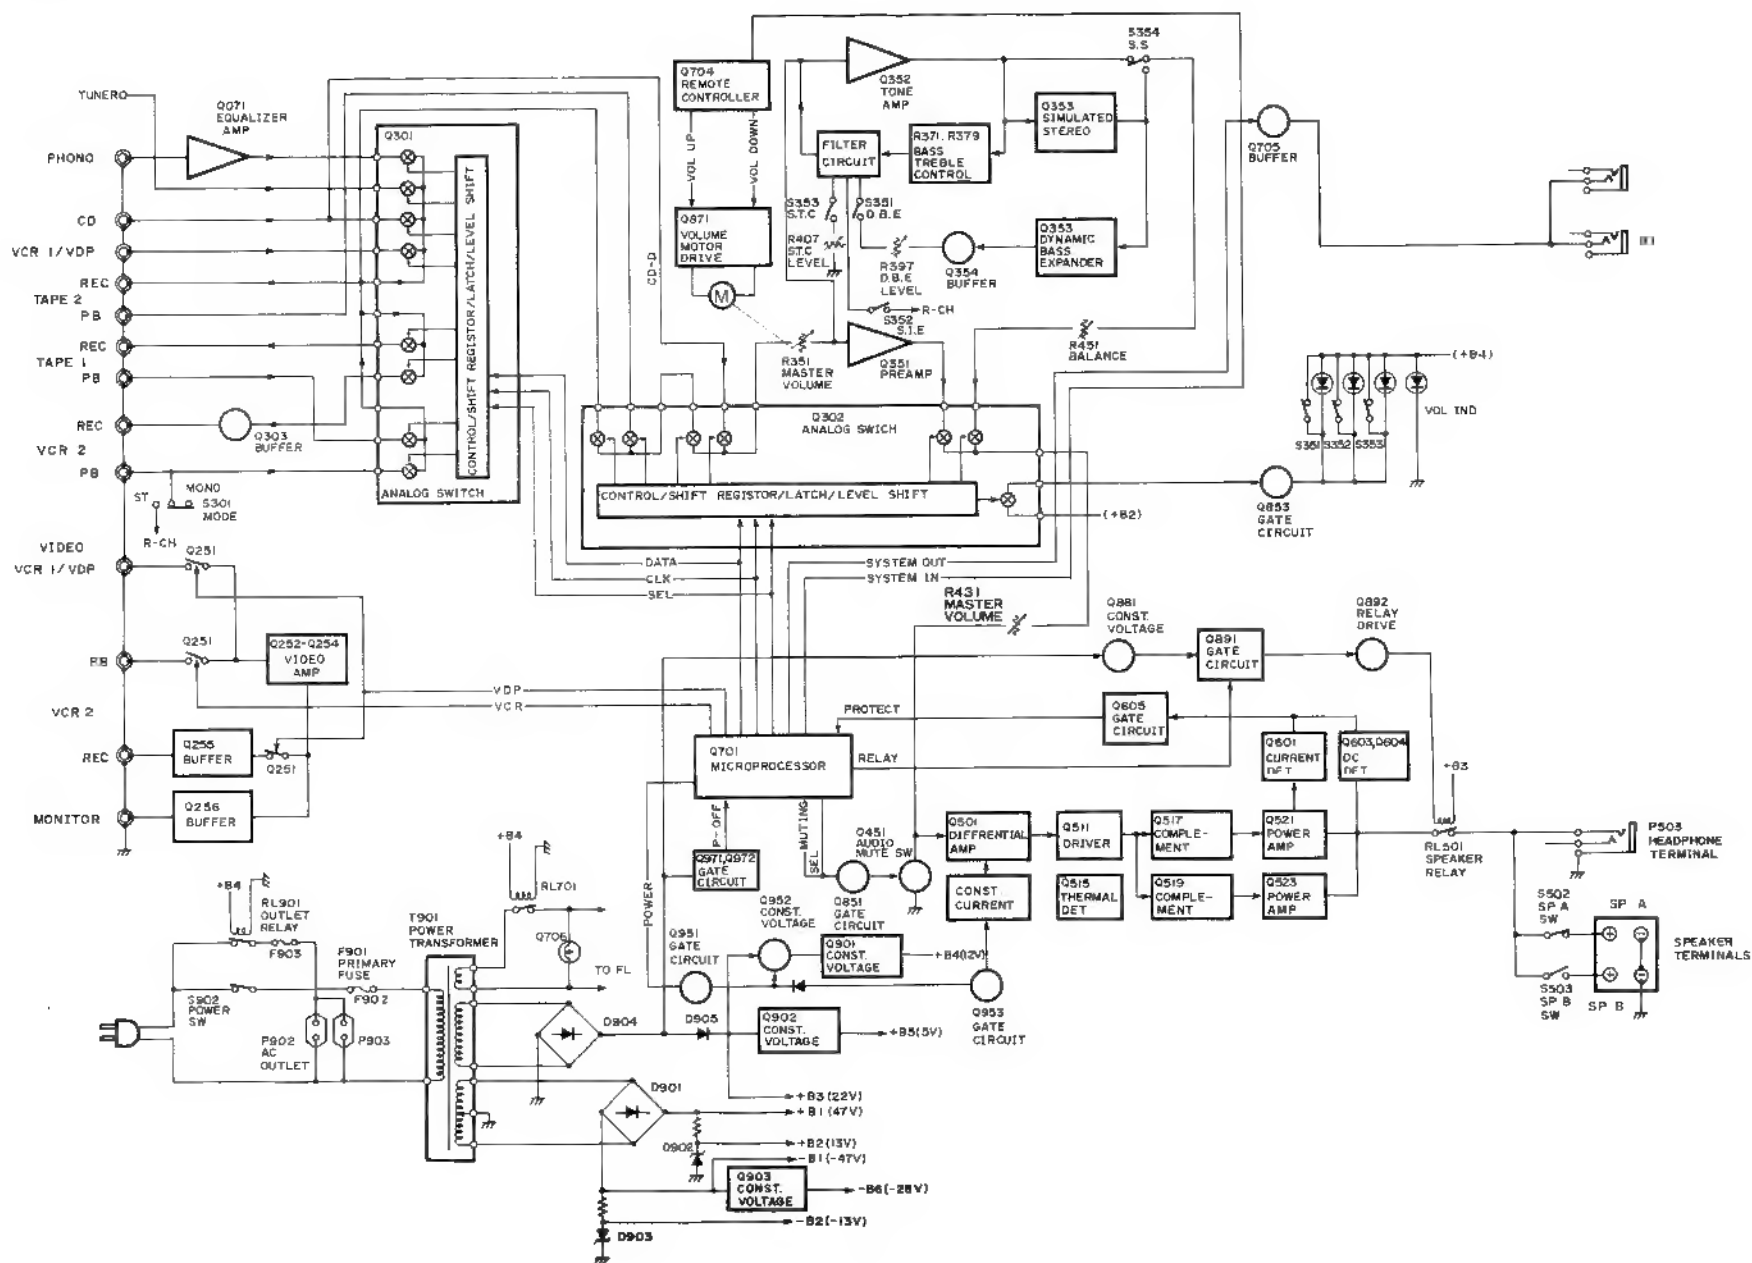 TUNER
PHONO
CD
VCR 1/VDP
REC
TAPE 2
PB
REC
TAPE 1
PB
REC
VCR 2
PB
Q071
EQUALIZER
AMP
Q301
CONTROL/SHIFT REGISTOR/LATCH/LEVEL SHIFT
ANALOG SWITCH
Q303
BUFFER
ST
MONO
S301
MODE
R-CH
VIDEO
VCR 1/VDP
Q251
PB
Q251
Q252-Q254
VIDEO
AMP
VCR 2
REC
Q255
BUFFER
Q251
MONITOR
Q256
BUFFER
CD-D
Q704
REMOTE
CONTROLLER
VOL UP
VOL DOWN
Q871
VOLUME
MOTOR
DRIVE
M
R351
MASTER
VOLUME
Q352
TONE
AMP
S354
S.S
FILTER
CIRCUIT
R371, R379
BASS
TREBLE
CONTROL
Q353
SIMULATED
STEREO
S353
S.T.C
S351
D.B.E
R407
S.T.C
LEVEL
R397
D.B.E
LEVEL
Q354
BUFFER
Q353
DYNAMIC
BASS
EXPANDER
R-CH
S352
S.I.E
Q351
PREAMP
R451
BALANCE
Q705
BUFFER
Q302
ANALOG SWICH
CONTROL/SHIFT REGISTOR/LATCH/LEVEL SHIFT
(+B2)
(+B4)
VOL IND
S351
S352
S353
Q853
GATE
CIRCUIT
DATA
CLK
SEL
SYSTEM OUT
SYSTEM IN
R431
MASTER
VOLUME
Q881
CONST.
VOLTAGE
Q891
GATE
CIRCUIT
Q892
RELAY
DRIVE
VDP
VCR
PROTECT
Q605
GATE
CIRCUIT
Q701
MICROPROCESSOR
RELAY
Q601
CURRENT
DET
Q603,Q604
DC
DET
+B3
P-OFF
MUTING
SEL
Q451
AUDIO
MUTE SW
Q501
DIFFRENTIAL
AMP
Q511
DRIVER
Q517
COMPLE-
MENT
Q521
POWER
AMP
RL501
SPEAKER
RELAY
P503
HEADPHONE
TERMINAL
Q971,Q972
GATE
CIRCUIT
Q851
GATE
CIRCUIT
CONST
CURRENT
Q515
THERMAL
DET
Q519
COMPLE-
MENT
Q523
POWER
AMP
S502
SP A
SW
SP A
SPEAKER
TERMINALS
S503
SP B
SW
SP B
+B4
RL901
OUTLET
RELAY
F903
F901
PRIMARY
FUSE
F902
S902
POWER
SW
P902
AC
OUTLET
P903
T901
POWER
TRANSFORMER
+B4
RL701
Q706
TO FL
POWER
Q951
GATE
CIRCUIT
Q952
CONST.
VOLTAGE
Q901
CONST.
VOLTAGE
+B4(12V)
Q953
GATE
CIRCUIT
D904
D905
Q902
CONST.
VOLTAGE
+B5(5V)
D901
+B3(22V)
+B1(47V)
D902
+B2(13V)
-B1(-47V)
Q903
CONST.
VOLTAGE
-B6(-28V)
-B2(-13V)
D903